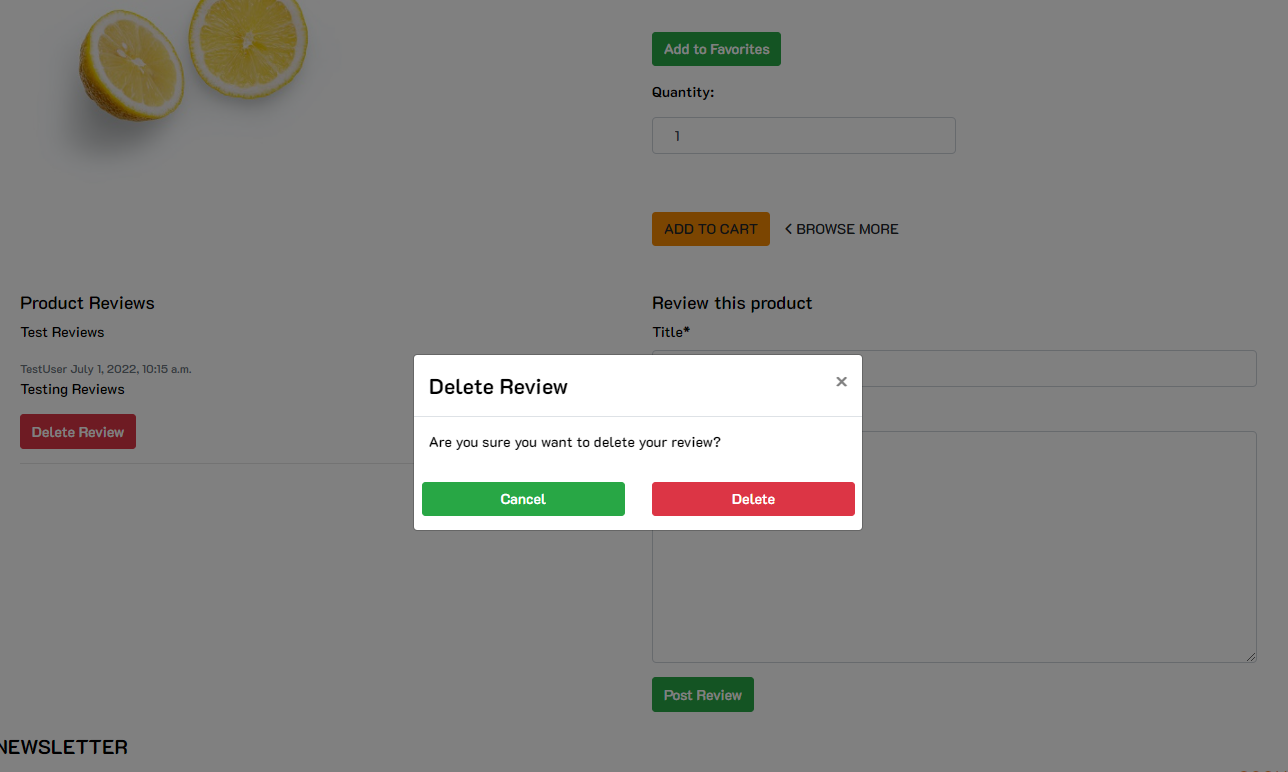 Add to Favorites
Quantity:
1
ADD TO CART
< BROWSE MORE
Product Reviews
Test Reviews
TestUser July 1, 2022, 10:15 a.m.
Testing Reviews
Delete Review
Review this product
Title*
Delete Review
×
Are you sure you want to delete your review?
Cancel
Delete
Post Review
NEWSLETTER